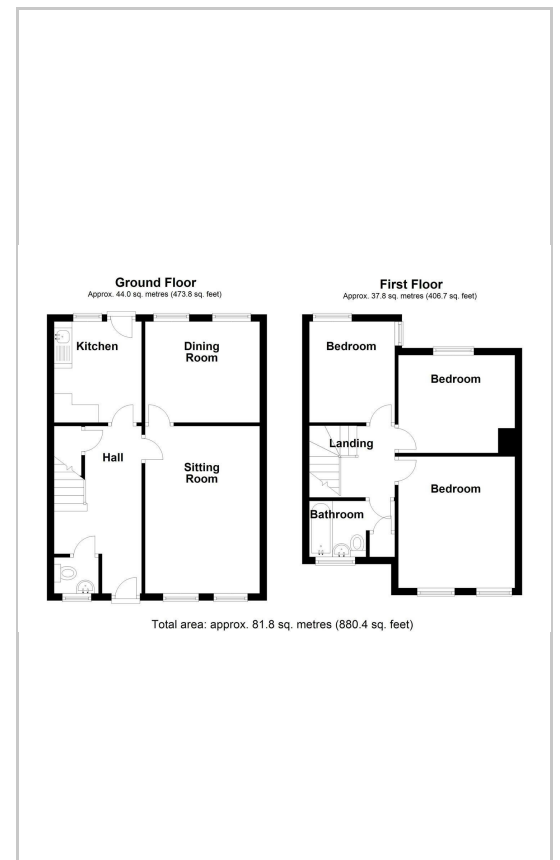 Ground Floor
Approx. 44.0 sq. metres (473.8 sq. feet)
Kitchen
Dining
Room
Hall
Sitting
Room
First Floor
Approx. 37.8 sq. metres (406.7 sq. feet)
Bedroom
Bedroom
Landing
Bedroom
Bathroom
Total area: approx. 81.8 sq. metres (880.4 sq. feet)